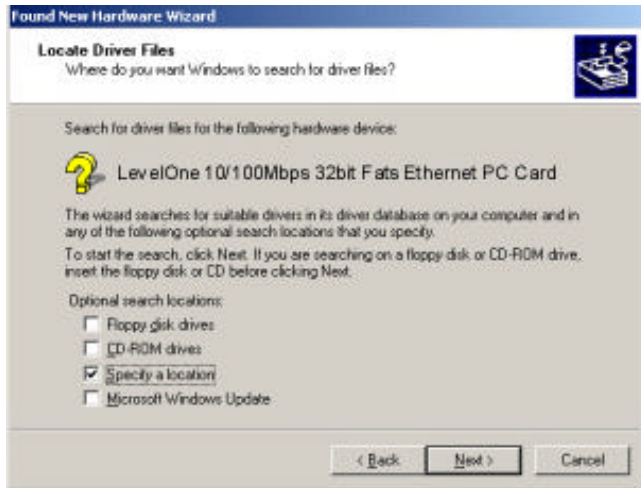 Found New Hardware Wizard
Locate Driver Files
Where do you want Windows to search for driver files?
Search for driver files for the following hardware device:
LevelOne 10/100Mbps 32bit Fats Ethernet PC Card
The wizard searches for suitable drivers in its driver database on your computer and in
any of the following optional search locations that you specify.
To start the search, click Next. If you are searching on a floppy disk or CD-ROM drive,
insert the floppy disk or CD before clicking Next.
Optional search locations:
Floppy disk drives
CD-ROM drives
Specify a location
Microsoft Windows Update
< Back Next > Cancel